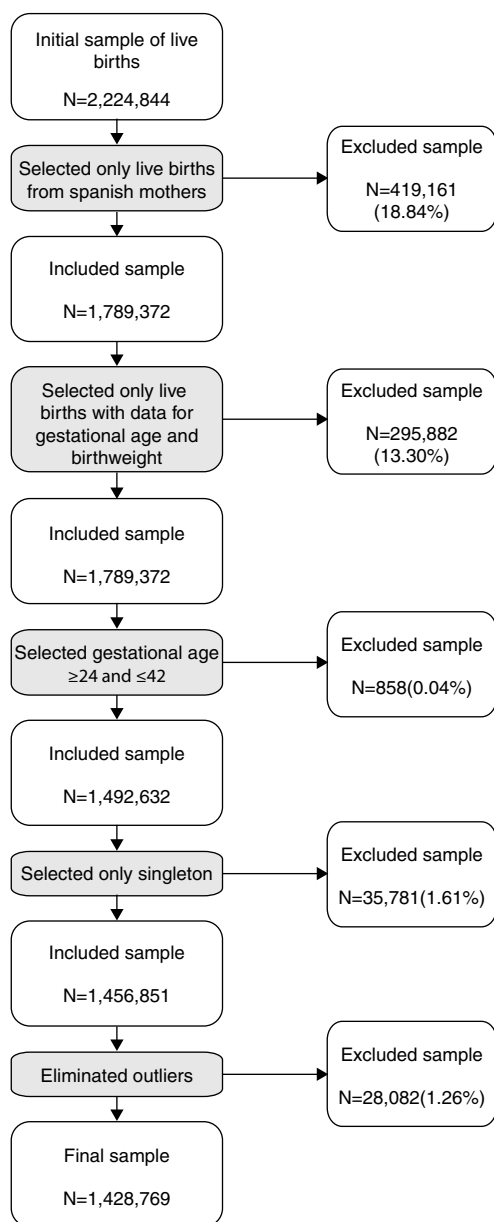 Initial sample of live
births
N=2,224,844
Selected only live births
from spanish mothers
Excluded sample
N=419,161
(18.84%)
Included sample
N=1,789,372
Selected only live
births with data for
gestational age and
birthweight
Excluded sample
N=295,882
(13.30%)
Included sample
N=1,789,372
Selected gestational age
≥24 and ≤42
Excluded sample
N=858(0.04%)
Included sample
N=1,492,632
Selected only singleton
Excluded sample
N=35,781(1.61%)
Included sample
N=1,456,851
Eliminated outliers
Excluded sample
N=28,082(1.26%)
Final sample
N=1,428,769